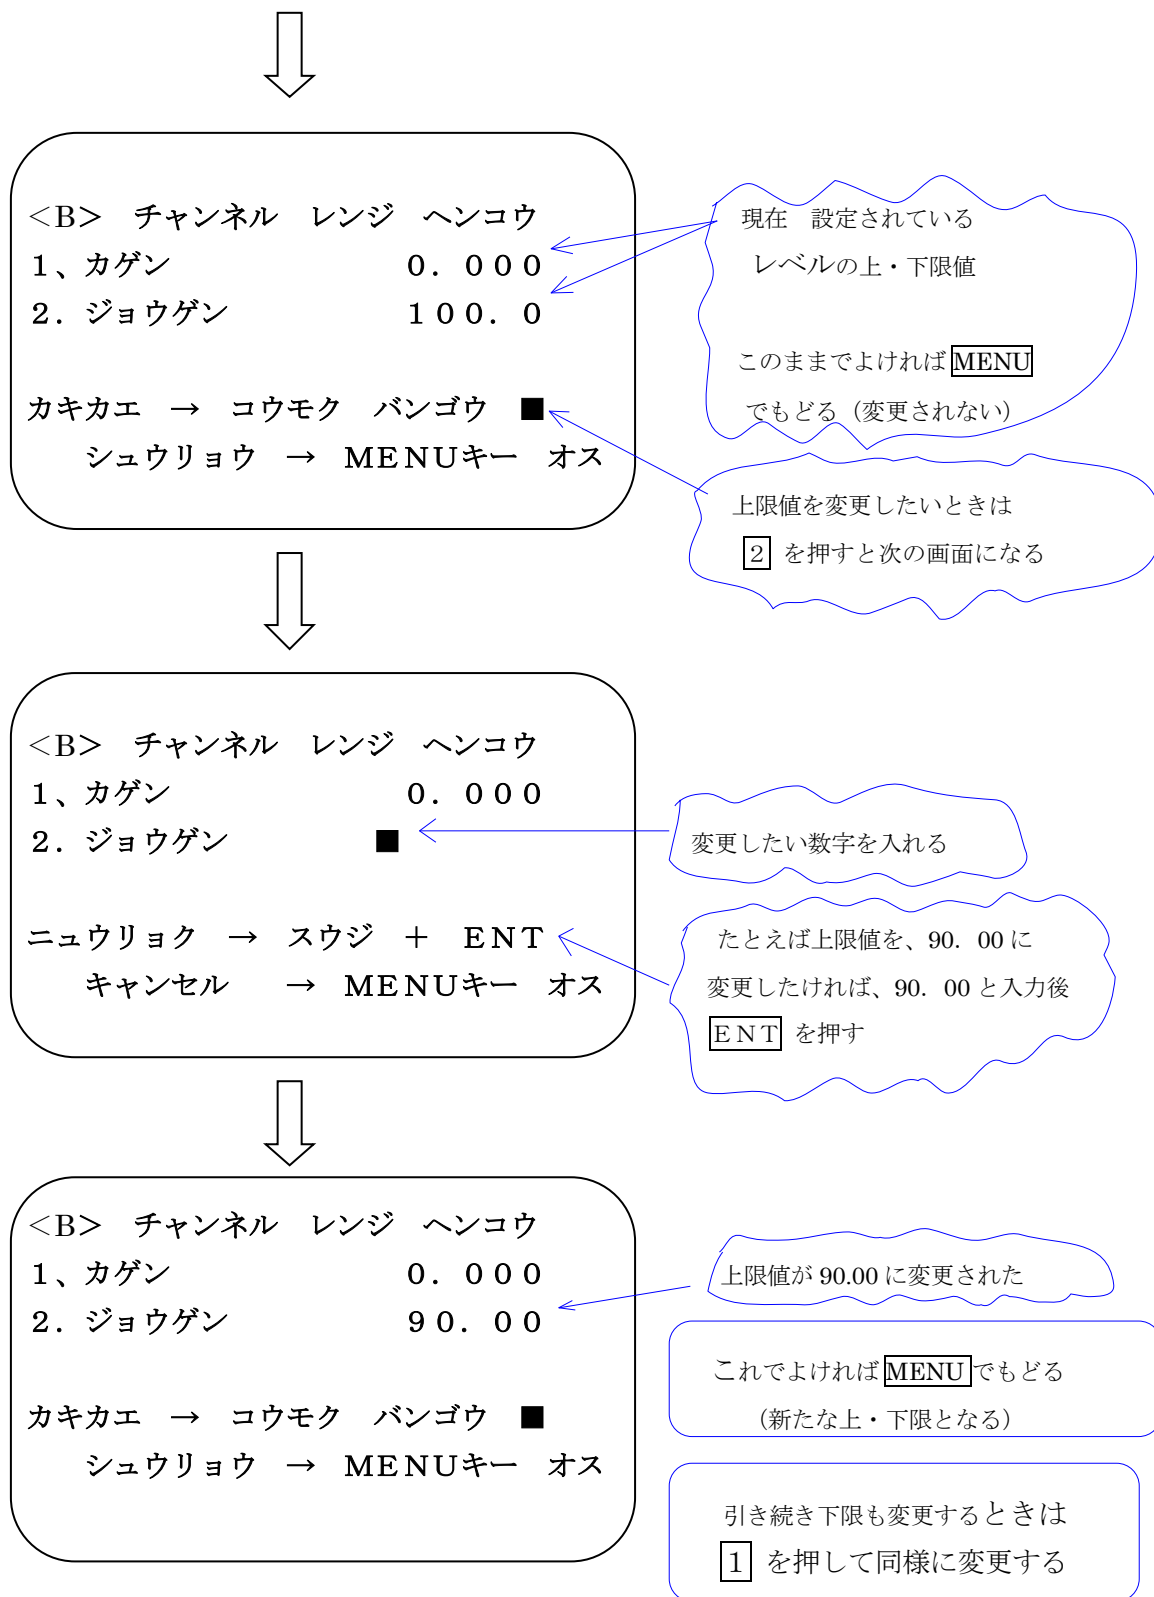 ＜B＞　チャンネル　レンジ　ヘンコウ
１、カゲン　０．０００
２．ジョウゲン　１００．０
カキカエ　→　コウモク　バンゴウ　■
シュウリョウ　→　ＭＥＮＵキー　オス
現在　設定されている
レベルの上・下限値
このままでよければ MENU
でもどる（変更されない）
上限値を変更したいときは
２ を押すと次の画面になる
＜B＞　チャンネル　レンジ　ヘンコウ
１、カゲン　０．０００
２．ジョウゲン　■
ニュウリョク　→　スウジ　＋　ＥＮＴ
キャンセル　→　ＭＥＮＵキー　オス
変更したい数字を入れる
たとえば上限値を、90．00 に
変更したければ、90．00 と入力後
ＥＮＴ を押す
＜B＞　チャンネル　レンジ　ヘンコウ
１、カゲン　０．０００
２．ジョウゲン　９０．００
カキカエ　→　コウモク　バンゴウ　■
シュウリョウ　→　ＭＥＮＵキー　オス
上限値が 90.00 に変更された
これでよければ MENU でもどる
（新たな上・下限となる）
引き続き下限も変更するときは
１ を押して同様に変更する